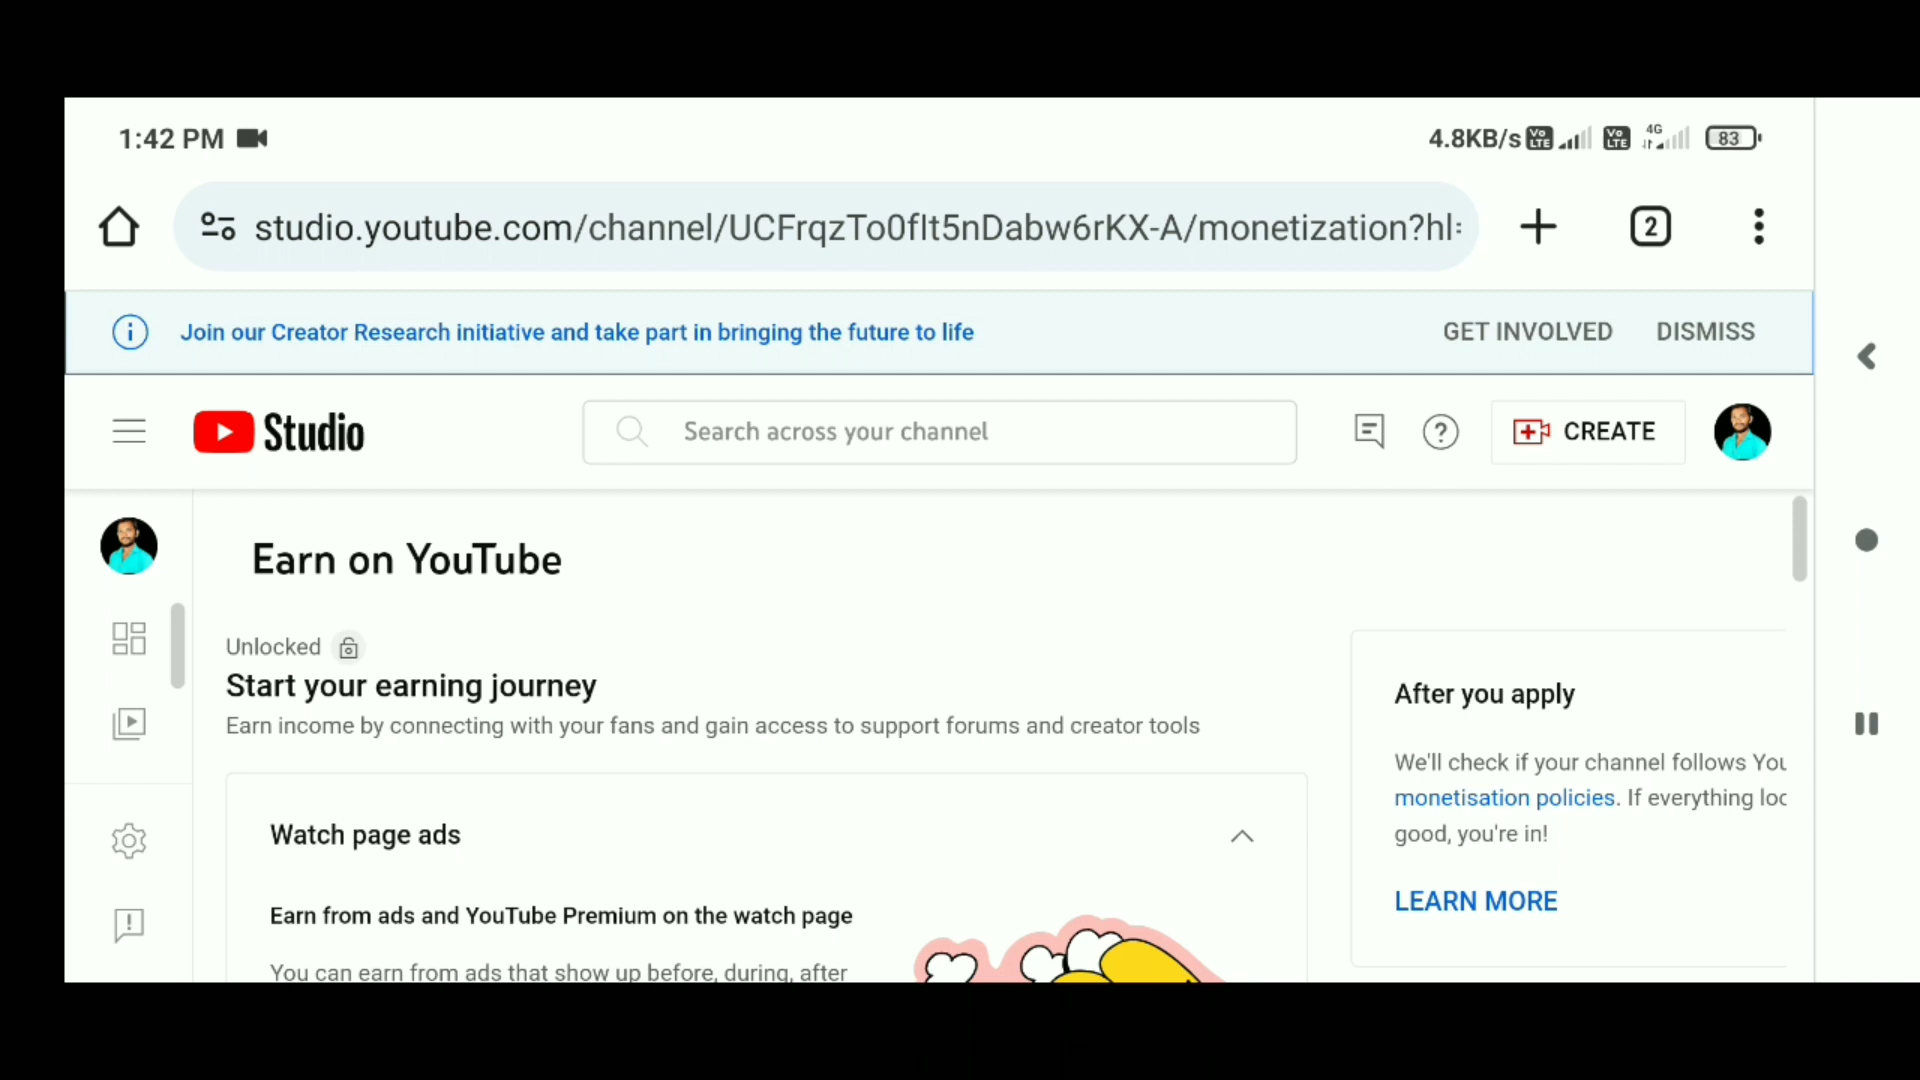 1:42 PM
4.8KB/s Vo LTE Vo LTE 4G 83
studio.youtube.com/channel/UCFrqzTo0fIt5nDabw6rKX-A/monetization?hl=
2
Join our Creator Research initiative and take part in bringing the future to life
GET INVOLVED DISMISS
Studio
Search across your channel
CREATE
Earn on YouTube
Unlocked
Start your earning journey
Earn income by connecting with your fans and gain access to support forums and creator tools
Watch page ads
Earn from ads and YouTube Premium on the watch page
You can earn from ads that show up before, during, after
After you apply
We'll check if your channel follows You
monetisation policies. If everything loo
good, you're in!
LEARN MORE